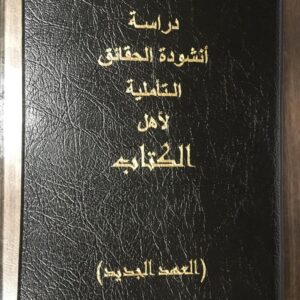 دراسة
أنشودة الحقائق
التأملية
لأهل
الكتاب
(العهد الجديد)